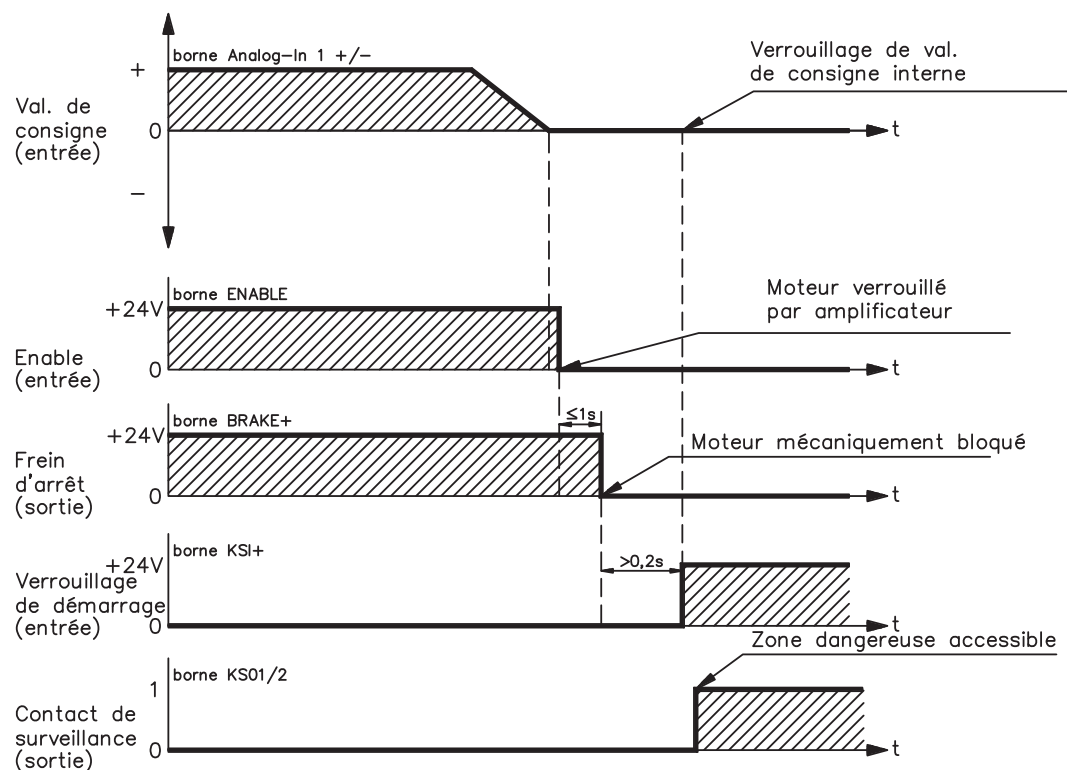 borne Analog-In 1 +/-
Verrouillage de val.
de consigne interne
+
Val. de
consigne
(entrée)
0
t
-
borne ENABLE
Moteur verrouillé
par amplificateur
+24V
Enable
(entrée)
0
t
borne BRAKE+
≤1s
+24V
Moteur mécaniquement bloqué
Frein
d'arrêt
(sortie)
0
t
borne KSI+
+24V
>0,2s
Verrouillage
de démarrage
(entrée)
0
t
Zone dangereuse accessible
borne KS01/2
1
Contact de
surveillance
(sortie)
0
t